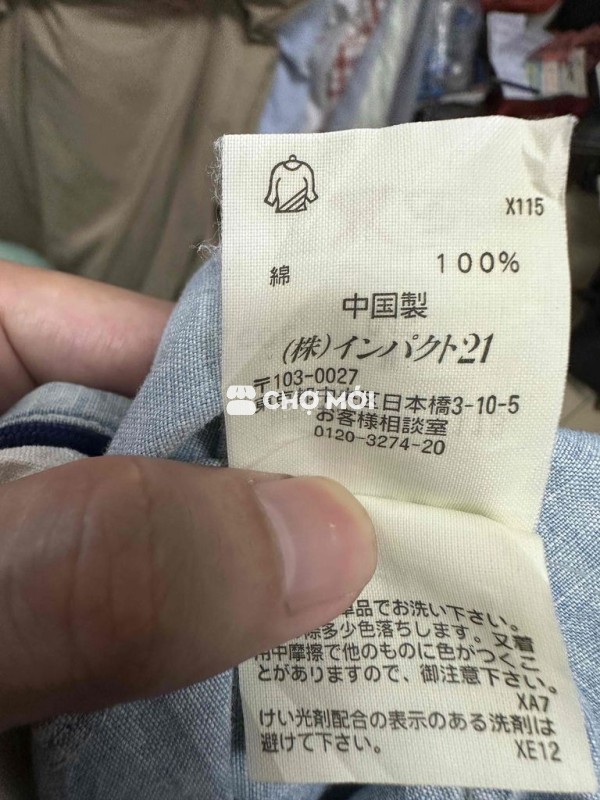 X115
綿 100%
中国製
(株)インパクト21
〒103-0027
日本橋3-10-5
お客様相談室
0120-3274-20
CHỢ MỚI
単品でお洗い下さい。
多少色落ちします。又着
用中摩擦で他のものに色がつくこ
とがありますので、御注意下さい。
XA7
けい光剤配合の表示のある洗剤は
避けて下さい。
XE12